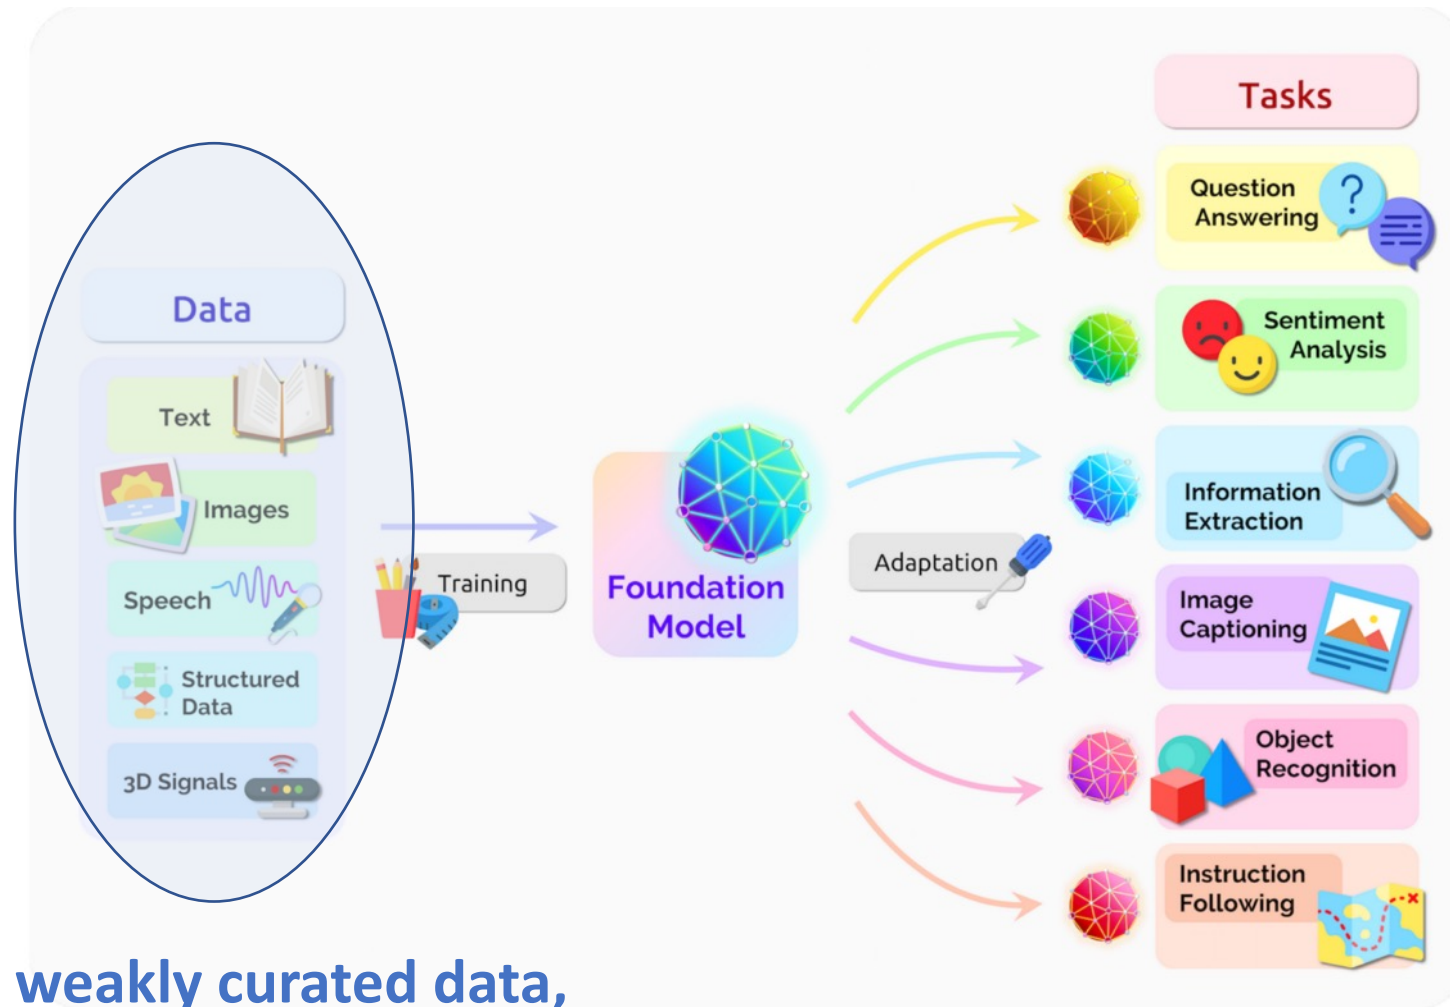 Data
Text
Images
Speech
Structured
Data
3D Signals
Training
Foundation
Model
Adaptation
Tasks
Question
Answering
?
Sentiment
Analysis
Information
Extraction
Image
Captioning
Object
Recognition
Instruction
Following
weakly curated data,